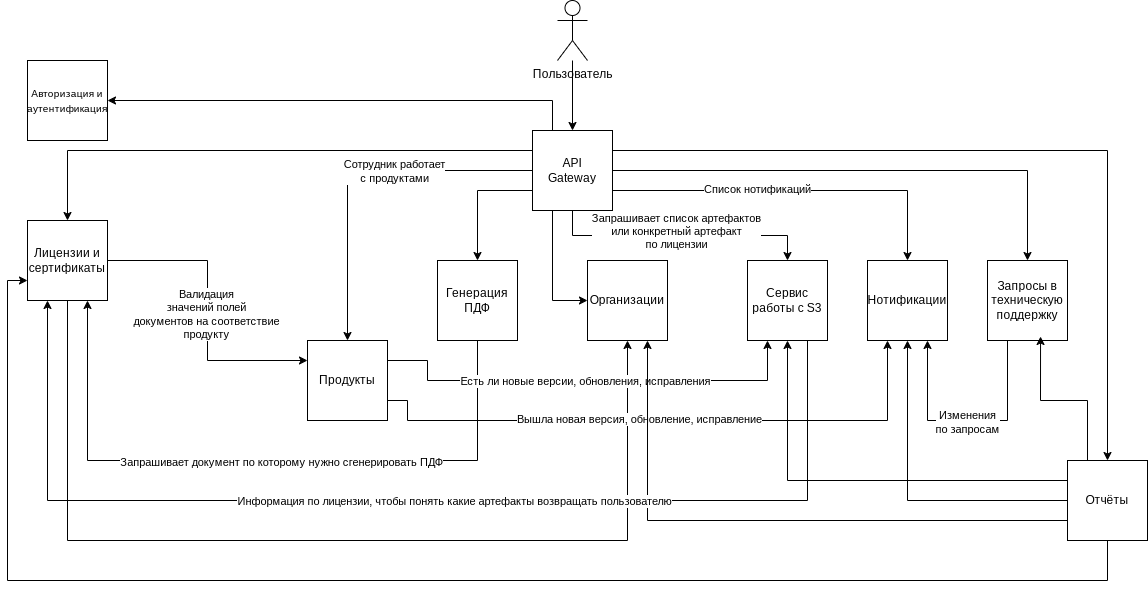 Пользователь
Авторизация и
аутентификация
API
Gateway
Сотрудник работает
с продуктами
Список нотификаций
Запрашивает список артефактов
или конкретный артефакт
по лицензии
Лицензии и
сертификаты
Генерация
ПДФ
Организации
Сервис
работы с S3
Нотификации
Запросы в
техническую
поддержку
Валидация
значений полей
документов на соответствие
продукту
Продукты
Есть ли новые версии, обновления, исправления
Вышла новая версия, обновление, исправление
Изменения
по запросам
Запрашивает документ по которому нужно сгенерировать ПДФ
Информация по лицензии, чтобы понять какие артефакты возвращать пользователю
Отчёты